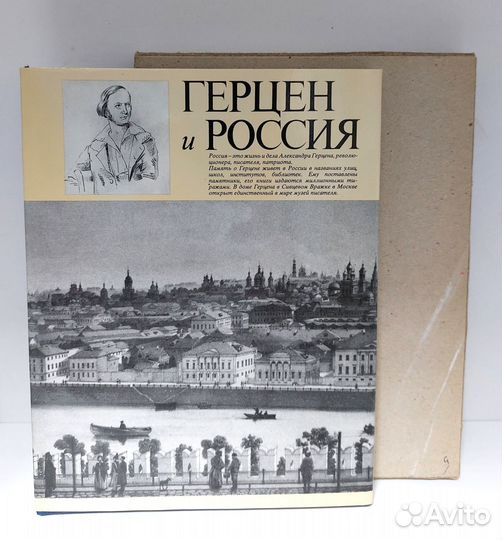 ГЕРЦЕН
и РОССИЯ
Россия – это жизнь и дела Александра Герцена, револю-
ционера, писателя, патриота.
Память о Герцене живет в России в названиях улиц,
школ, институтов, библиотек. Ему поставлены
памятники, его книги издаются миллионными ти-
ражами. В доме Герцена в Сивцевом Вражке в Москве
открыт единственный в мире музей писателя.
Avito